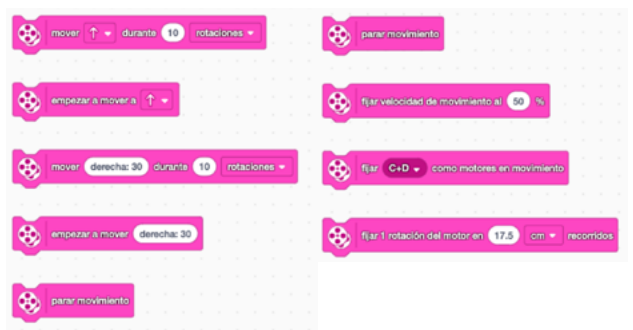 mover ↑ durante 10 rotaciones
empezar a mover a ↑
mover derecha: 30 durante 10 rotaciones
empezar a mover derecha: 30
parar movimiento
parar movimiento
fijar velocidad de movimiento al 50 %
fijar C+D como motores en movimiento
fijar 1 rotación del motor en 17.5 cm recorridos